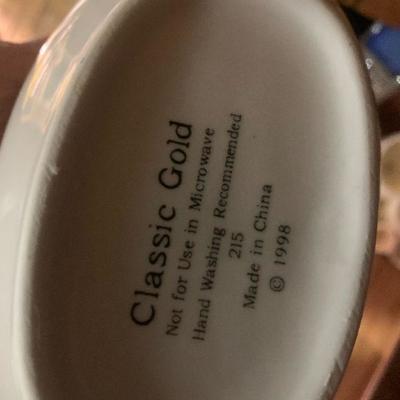 Classic Gold
Not for Use in Microwave
Hand Washing Recommended
215
Made in China
© 1998